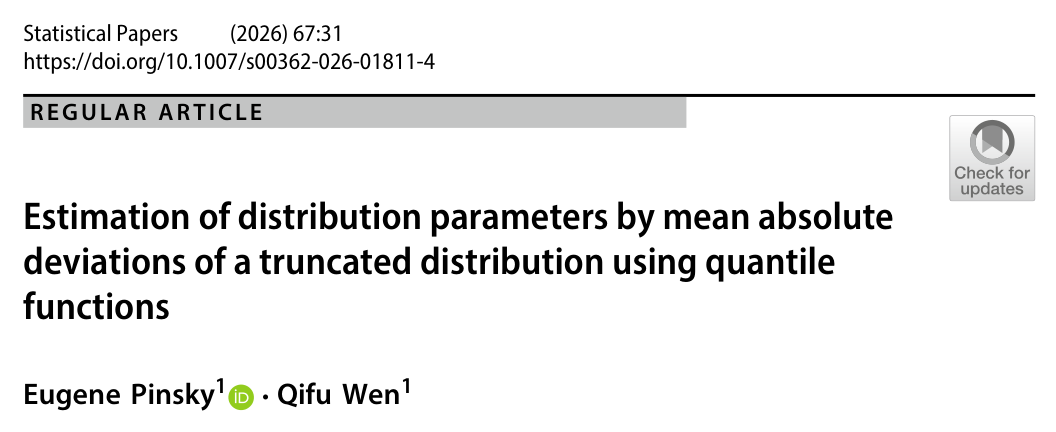 Statistical Papers (2026) 67:31
https://doi.org/10.1007/s00362-026-01811-4
REGULAR ARTICLE
Check for
updates
Estimation of distribution parameters by mean absolute
deviations of a truncated distribution using quantile
functions
Eugene Pinsky1 iD · Qifu Wen1